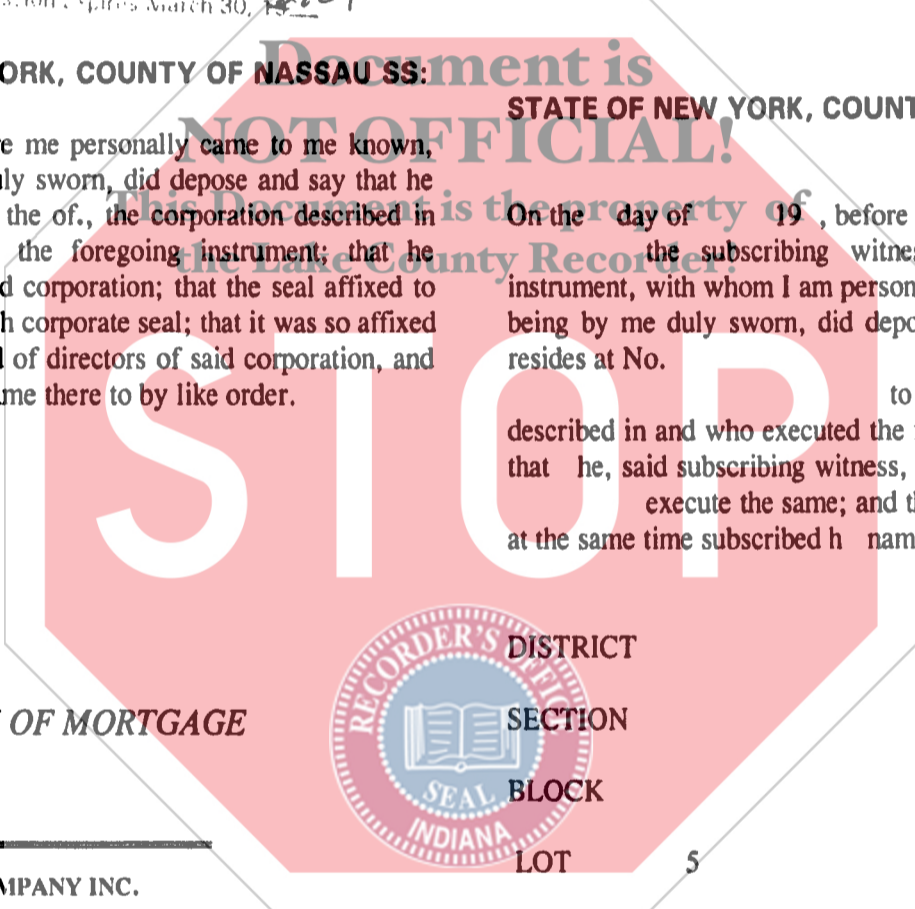 March 30,
ORK, COUNTY OF NASSAU SS:
e me personally came to me known,
ly sworn, did depose and say that he
the of., the corporation described in
the foregoing instrument; that he
d corporation; that the seal affixed to
h corporate seal; that it was so affixed
of directors of said corporation, and
me there to by like order.
OF MORTGAGE
MPANY INC.
STATE OF NEW YORK, COUNT
On the day of 19 , before
the subscribing witne
instrument, with whom I am person
being by me duly sworn, did depo
resides at No.
to
described in and who executed the
that he, said subscribing witness,
execute the same; and t
at the same time subscribed h nam
DISTRICT
SECTION
BLOCK
LOT 5
Document is
NOT OFFICIAL!
This Document is the property of
the Lake County Recorder!
STOP
RECORDER'S OFFICE
SEAL
INDIANA